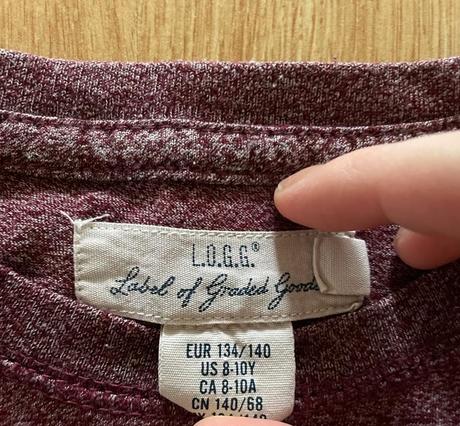 L.O.G.G.®
Label of Graded Goods
EUR 134/140
US 8-10Y
CA 8-10A
CN 140/68